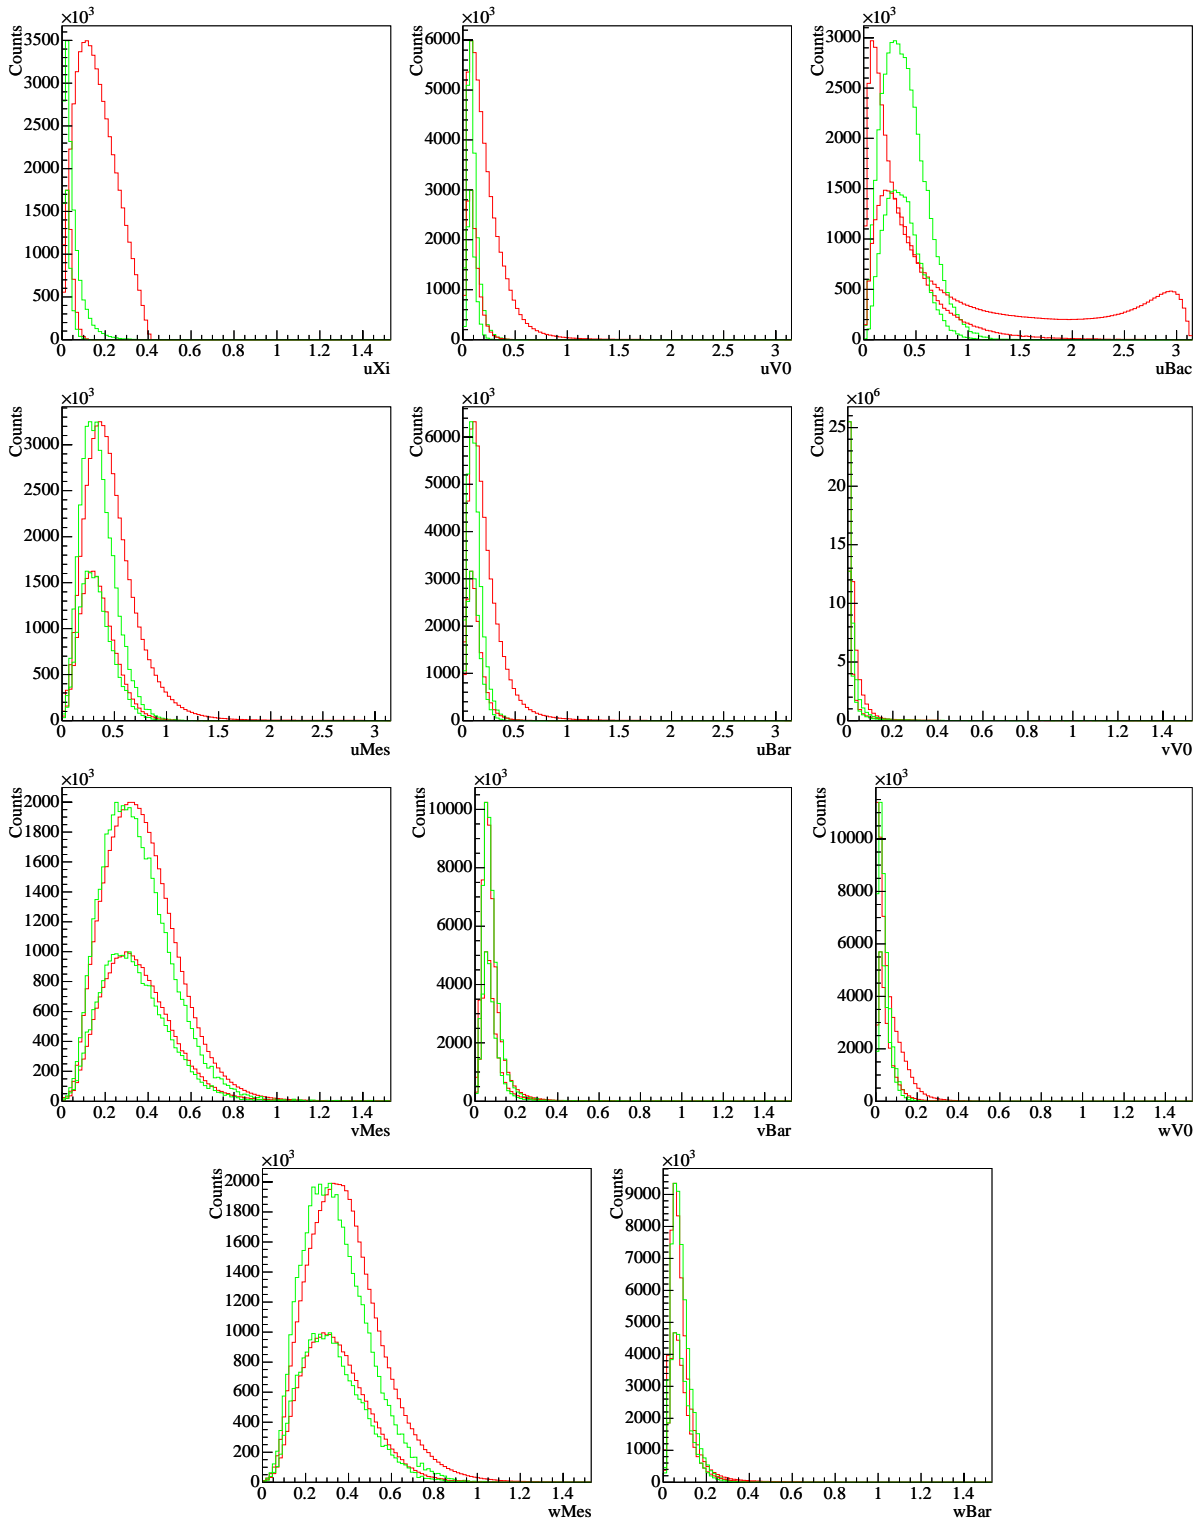 ×10³ ×10³ ×10³
Counts Counts Counts
3500 6000 3000
3000 5000 2500
2500 4000 2000
2000 3000 1500
1500 2000 1000
1000 1000 500
500 0 0
0
0 0.2 0.4 0.6 0.8 1 1.2 1.4 0 0.5 1 1.5 2 2.5 3 0 0.5 1 1.5 2 2.5 3
uXi uV0 uBac
×10³ ×10³ ×10⁶
Counts Counts Counts
3000 6000 25
2500 5000 20
2000 4000 15
1500 3000 10
1000 2000 5
500 1000 0
0 0
0 0.5 1 1.5 2 2.5 3 0 0.5 1 1.5 2 2.5 3 0 0.2 0.4 0.6 0.8 1 1.2 1.4
uMes uBar vV0
×10³ ×10³ ×10³
Counts Counts Counts
2000 10000 10000
1800 8000 8000
1600 6000 6000
1400 4000 4000
1200 2000 2000
1000 0 0
800
600
400
200
0
0 0.2 0.4 0.6 0.8 1 1.2 1.4 0 0.2 0.4 0.6 0.8 1 1.2 1.4 0 0.2 0.4 0.6 0.8 1 1.2 1.4
vMes vBar wV0
×10³ ×10³
Counts Counts
2000 9000
1800 8000
1600 7000
1400 6000
1200 5000
1000 4000
800 3000
600 2000
400 1000
200 0
0
0 0.2 0.4 0.6 0.8 1 1.2 1.4 0 0.2 0.4 0.6 0.8 1 1.2 1.4
wMes wBar